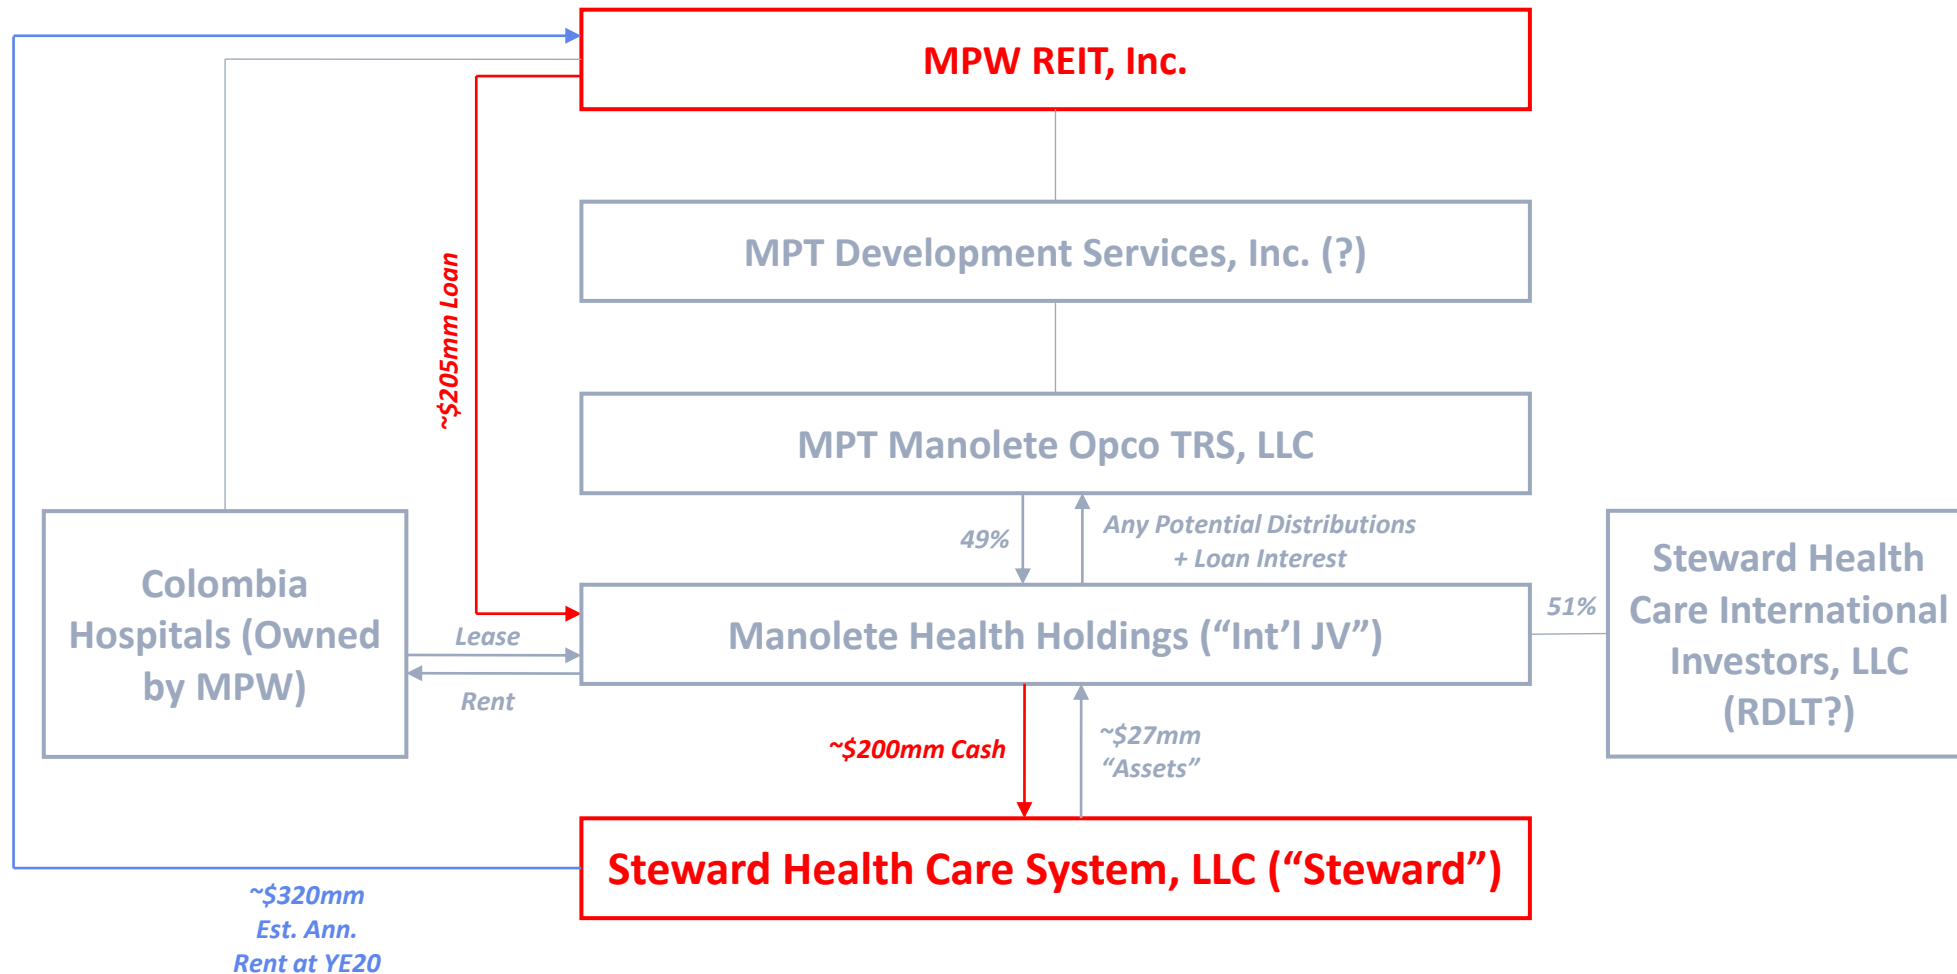 MPW REIT, Inc.
~$205mm Loan
MPT Development Services, Inc. (?)
MPT Manolete Opco TRS, LLC
49%
Any Potential Distributions
+ Loan Interest
Colombia
Hospitals (Owned
by MPW)
Lease
Rent
Manolete Health Holdings (“Int’l JV”)
51%
Steward Health
Care International
Investors, LLC
(RDLT?)
~$200mm Cash
~$27mm
“Assets”
Steward Health Care System, LLC (“Steward”)
~$320mm
Est. Ann.
Rent at YE20